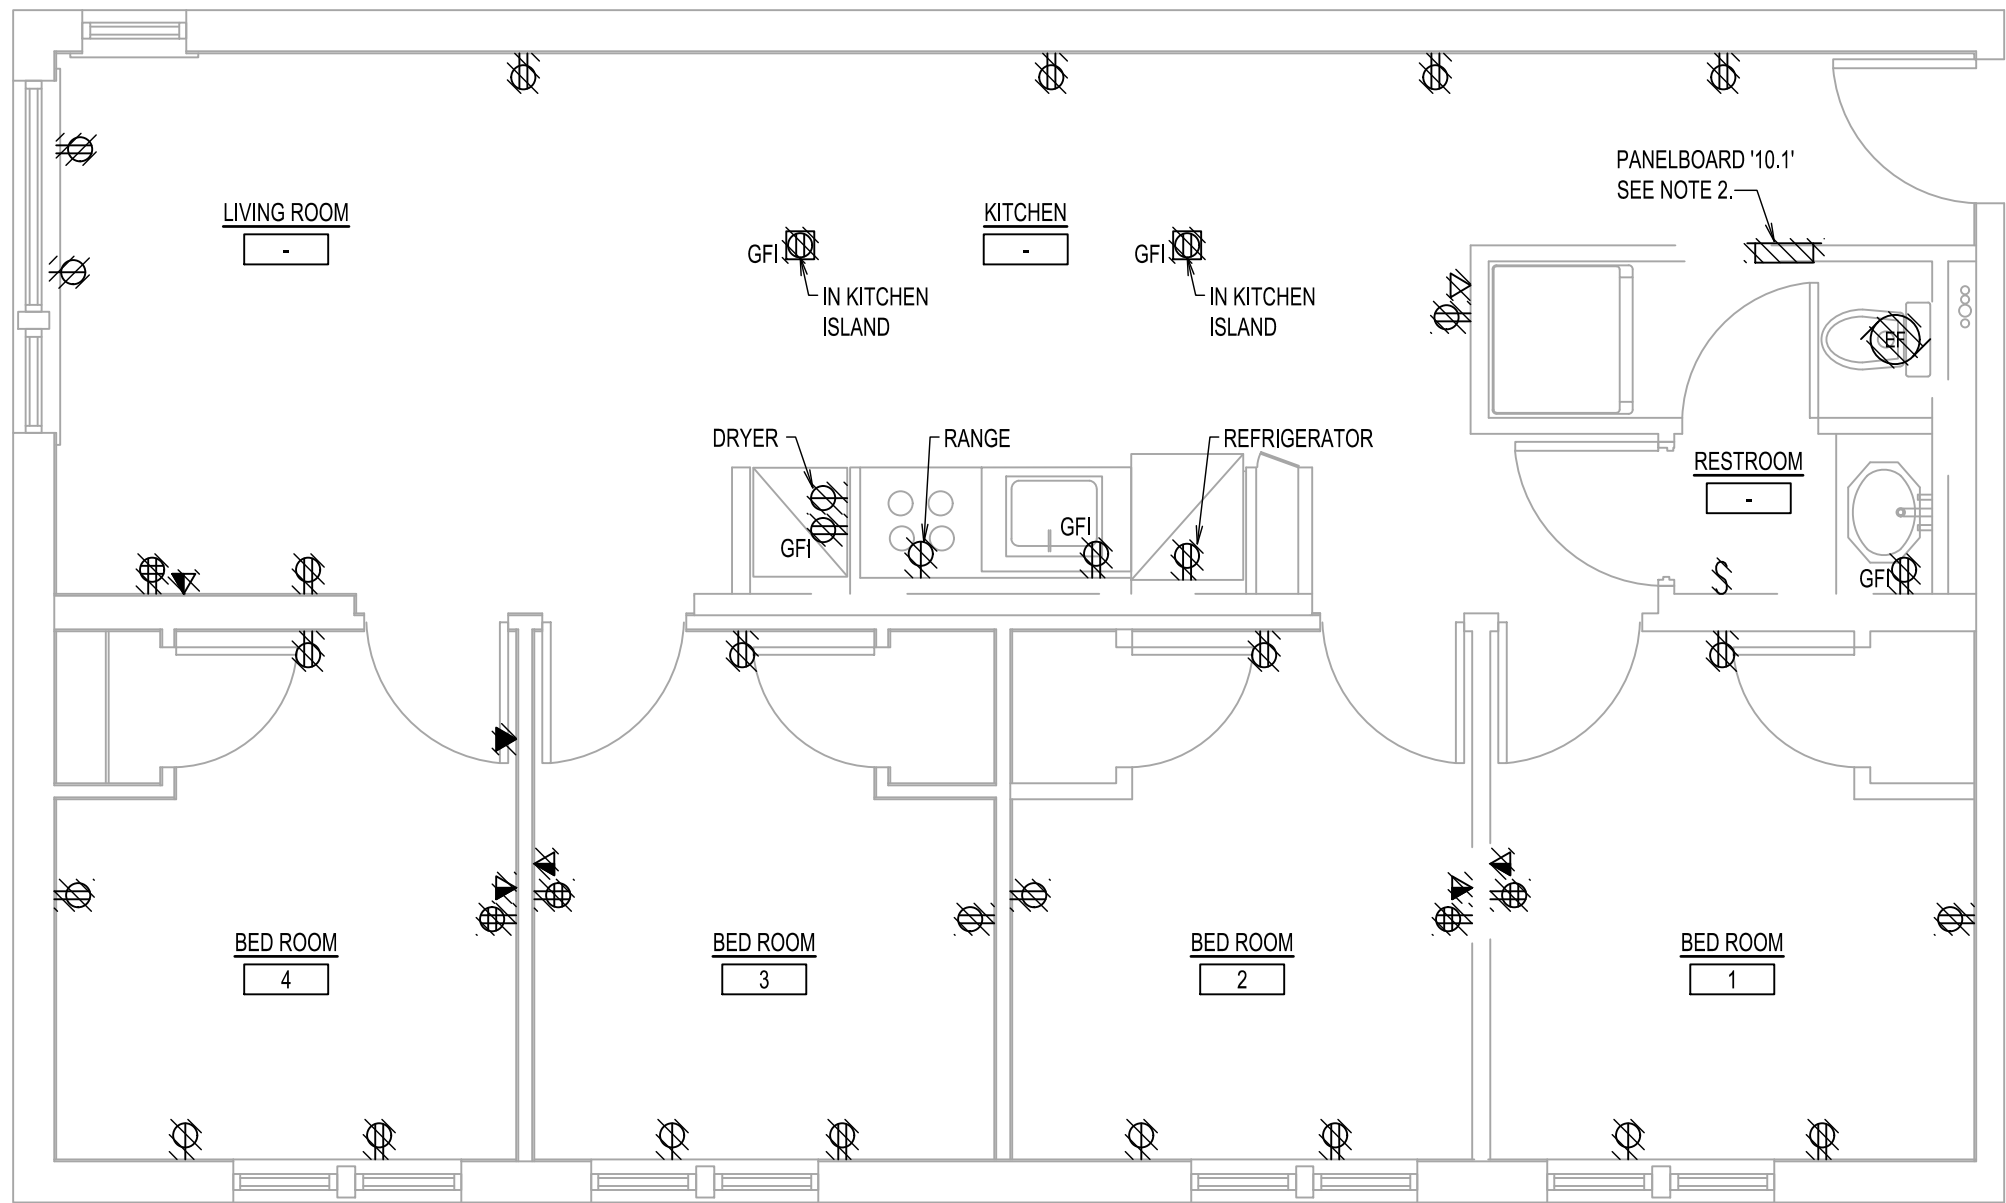 PANELBOARD '10.1'
SEE NOTE 2.
LIVING ROOM
-
KITCHEN
-
GFI
GFI
IN KITCHEN
ISLAND
IN KITCHEN
ISLAND
EF
DRYER
RANGE
REFRIGERATOR
RESTROOM
-
GFI
GFI
S
GFI
BED ROOM
4
BED ROOM
3
BED ROOM
2
BED ROOM
1